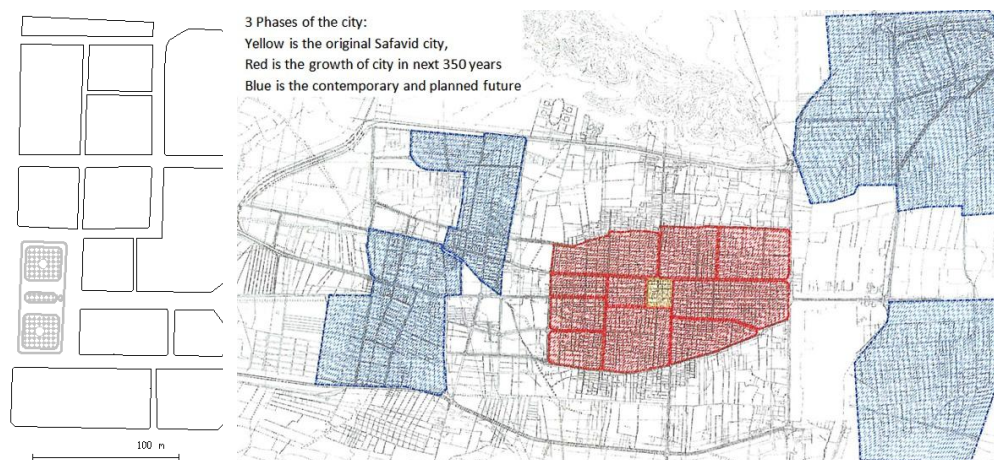 3 Phases of the city:
Yellow is the original Safavid city,
Red is the growth of city in next 350 years
Blue is the contemporary and planned future
100 m